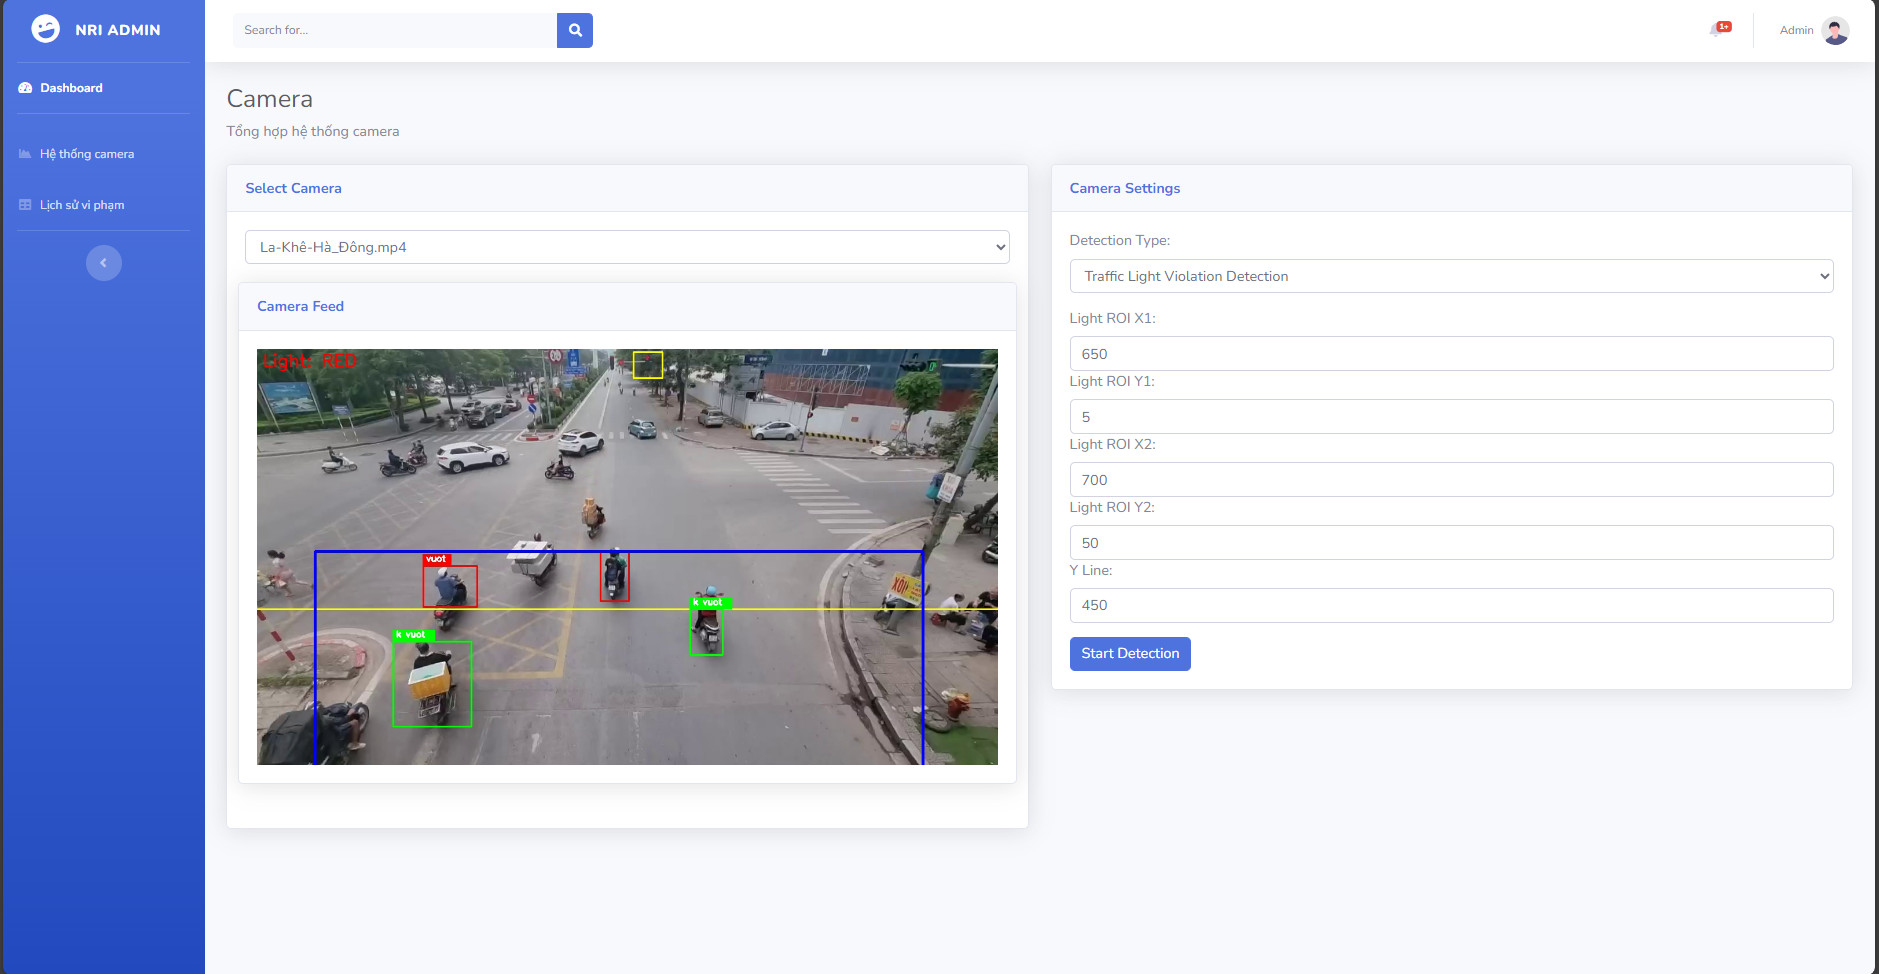 NRI ADMIN
Search for...
1+
Admin
Dashboard
Hệ thống camera
Lịch sử vi phạm
Camera
Tổng hợp hệ thống camera
Select Camera
La-Khê-Hà_Đông.mp4
Camera Feed
Light: RED
vuot
k vuot
k vuot
XÔI
Camera Settings
Detection Type:
Traffic Light Violation Detection
Light ROI X1:
650
Light ROI Y1:
5
Light ROI X2:
700
Light ROI Y2:
50
Y Line:
450
Start Detection